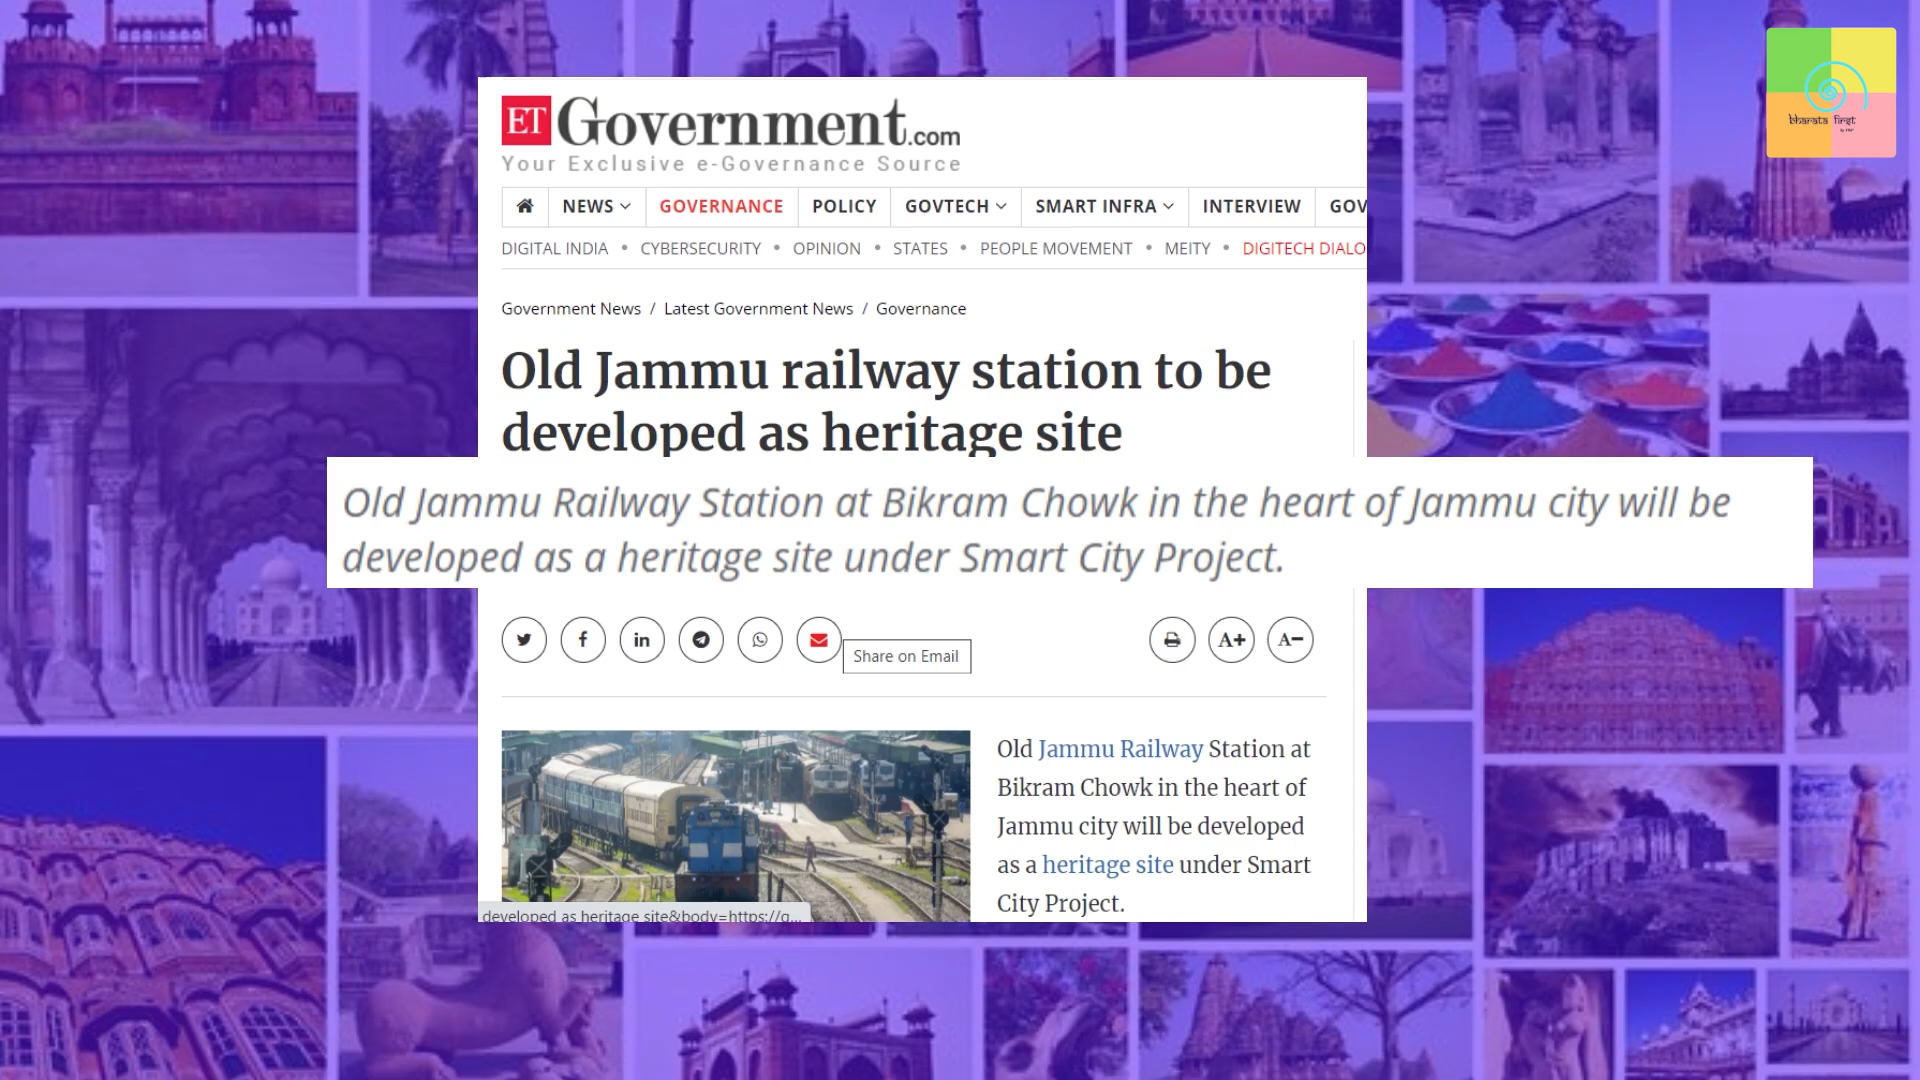 bharata first
ET Government.com
Your Exclusive e-Governance Source
NEWS GOVERNANCE POLICY GOVTECH SMART INFRA INTERVIEW GOV
DIGITAL INDIA • CYBERSECURITY • OPINION • STATES • PEOPLE MOVEMENT • MEITY • DIGITECH DIALO
Government News / Latest Government News / Governance
Old Jammu railway station to be
developed as heritage site
Old Jammu Railway Station at Bikram Chowk in the heart of Jammu city will be
developed as a heritage site under Smart City Project.
A+ A-
Share on Email
Old Jammu Railway Station at
Bikram Chowk in the heart of
Jammu city will be developed
as a heritage site under Smart
City Project.
developed as heritage site&body=https://g...